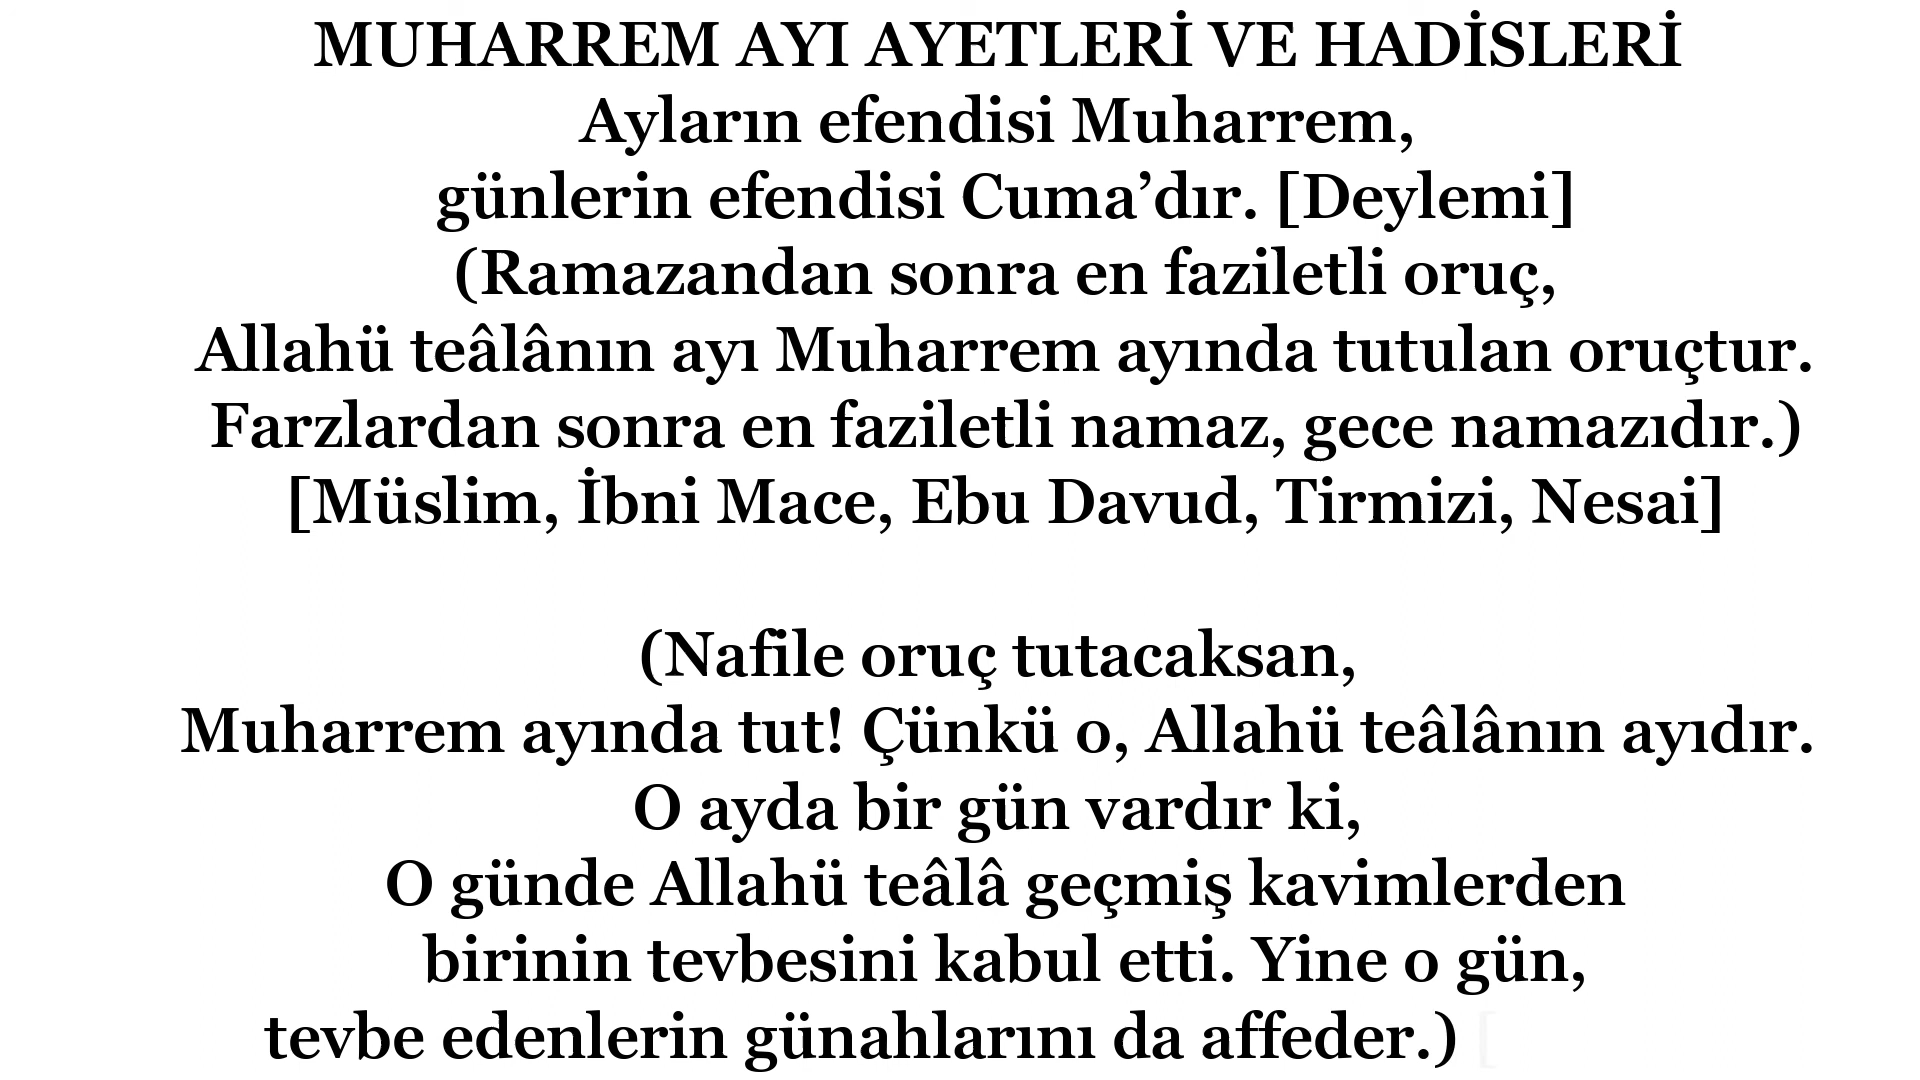 MUHARREM AYI AYETLERİ VE HADİSLERİ
Ayların efendisi Muharrem,
günlerin efendisi Cuma’dır. [Deylemi]
(Ramazandan sonra en faziletli oruç,
Allahü teâlânın ayı Muharrem ayında tutulan oruçtur.
Farzlardan sonra en faziletli namaz, gece namazıdır.)
[Müslim, İbni Mace, Ebu Davud, Tirmizi, Nesai]
(Nafile oruç tutacaksan,
Muharrem ayında tut! Çünkü o, Allahü teâlânın ayıdır.
O ayda bir gün vardır ki,
O günde Allahü teâlâ geçmiş kavimlerden
birinin tevbesini kabul etti. Yine o gün,
tevbe edenlerin günahlarını da affeder.) [